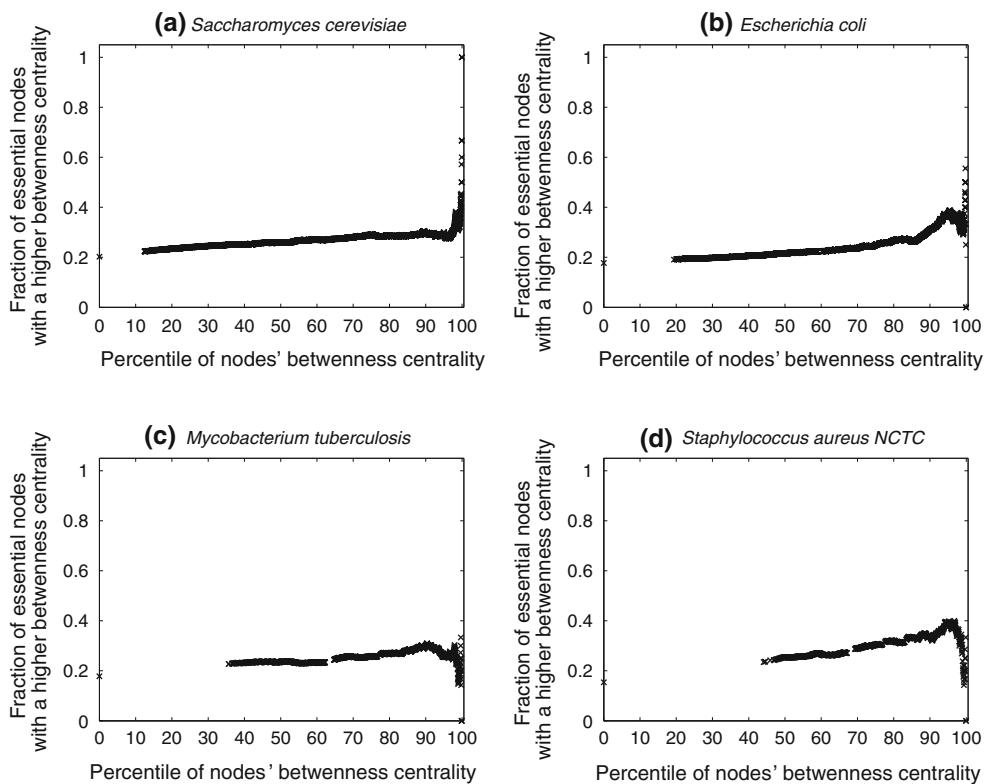 (a) Saccharomyces cerevisiae
Fraction of essential nodes
with a higher betwenness centrality
1
0.8
0.6
0.4
0.2
0
0 10 20 30 40 50 60 70 80 90 100
Percentile of nodes' betwenness centrality
(b) Escherichia coli
Fraction of essential nodes
with a higher betwenness centrality
1
0.8
0.6
0.4
0.2
0
0 10 20 30 40 50 60 70 80 90 100
Percentile of nodes' betwenness centrality
(c) Mycobacterium tuberculosis
Fraction of essential nodes
with a higher betwenness centrality
1
0.8
0.6
0.4
0.2
0
0 10 20 30 40 50 60 70 80 90 100
Percentile of nodes' betwenness centrality
(d) Staphylococcus aureus NCTC
Fraction of essential nodes
with a higher betwenness centrality
1
0.8
0.6
0.4
0.2
0
0 10 20 30 40 50 60 70 80 90 100
Percentile of nodes' betwenness centrality